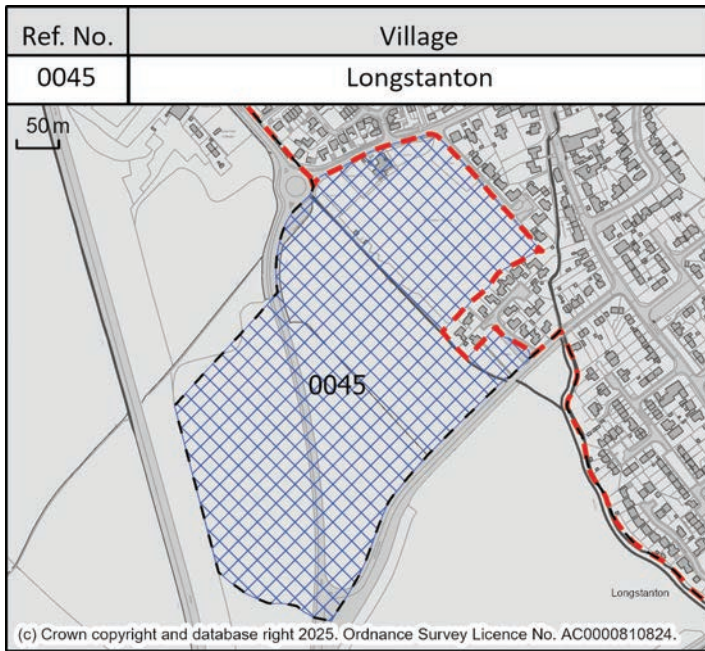 Ref. No. Village
0045 Longstanton
50 m
0045
Longstanton
(c) Crown copyright and database right 2025. Ordnance Survey Licence No. AC0000810824.